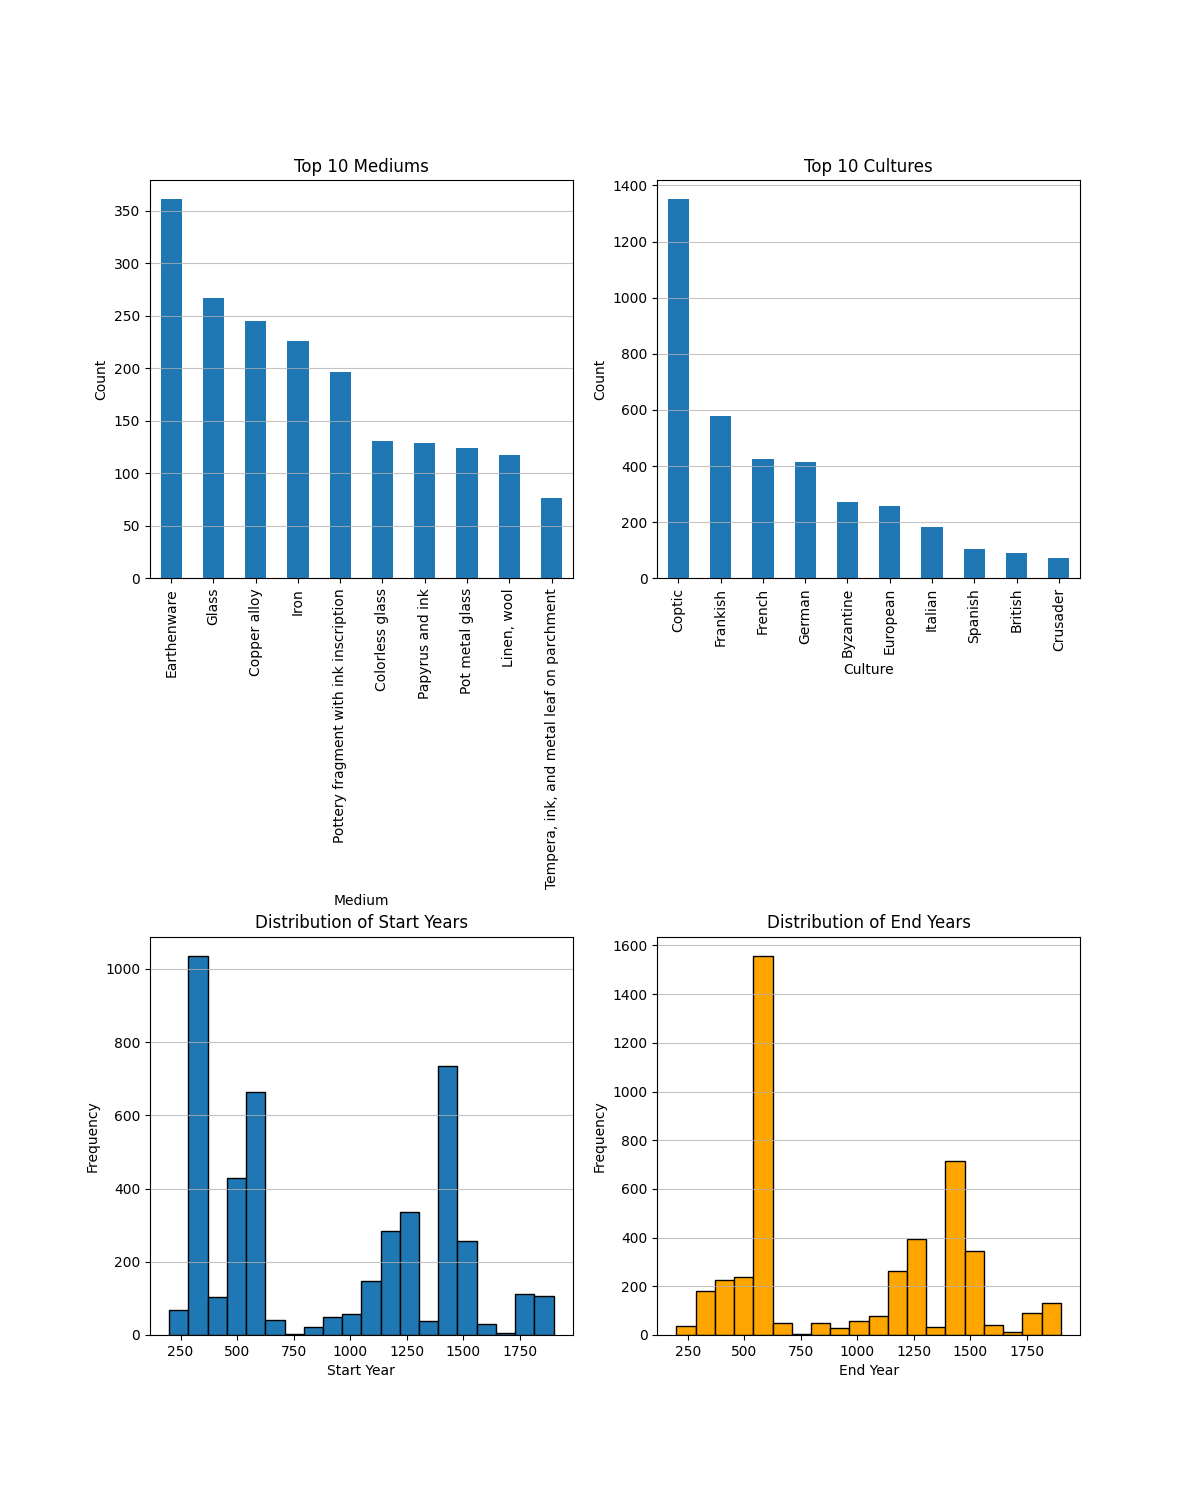 Top 10 Mediums
Count
350
300
250
200
150
100
50
0
Earthenware
Glass
Copper alloy
Iron
Pottery fragment with ink inscription
Colorless glass
Papyrus and ink
Pot metal glass
Linen, wool
Tempera, ink, and metal leaf on parchment
Medium
Top 10 Cultures
Count
1400
1200
1000
800
600
400
200
0
Coptic
Frankish
French
German
Byzantine
European
Italian
Spanish
British
Crusader
Culture
Distribution of Start Years
Frequency
1000
800
600
400
200
0
250 500 750 1000 1250 1500 1750
Start Year
Distribution of End Years
Frequency
1600
1400
1200
1000
800
600
400
200
0
250 500 750 1000 1250 1500 1750
End Year